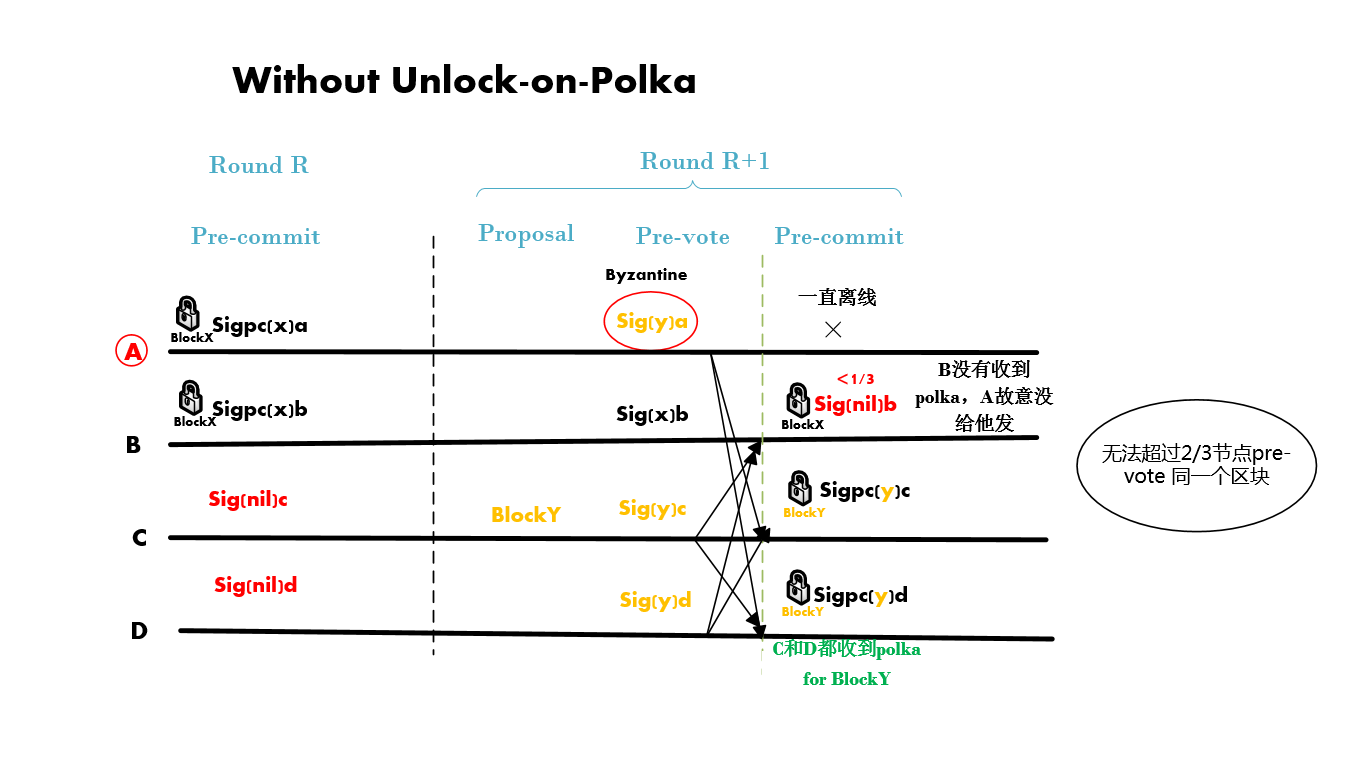 Without Unlock-on-Polka
Round R
Round R+1
Pre-commit
Proposal
Pre-vote
Pre-commit
Byzantine
BlockX
Sigpc(x)a
Sig(y)a
一直离线
×
A
BlockX
Sigpc(x)b
Sig(x)b
<1/3
Sig(nil)b
BlockX
B没有收到
polka，A故意没
给他发
B
Sig(nil)c
BlockY
Sig(y)c
Sigpc(y)c
BlockY
C
无法超过2/3节点pre-
vote 同一个区块
Sig(nil)d
Sig(y)d
Sigpc(y)d
BlockY
D
C和D都收到polka
for BlockY